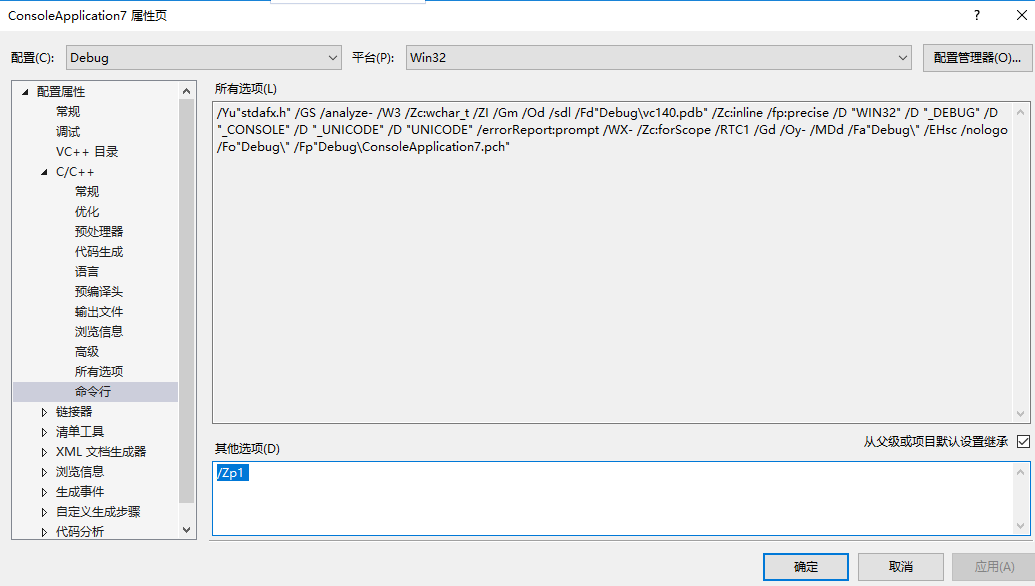 ConsoleApplication7 属性页
配置(C): Debug 平台(P): Win32 配置管理器(O)...
配置属性
常规
调试
VC++ 目录
C/C++
常规
优化
预处理器
代码生成
语言
预编译头
输出文件
浏览信息
高级
所有选项
命令行
链接器
清单工具
XML 文档生成器
浏览信息
生成事件
自定义生成步骤
代码分析
所有选项(L)
/Yu"stdafx.h" /GS /analyze- /W3 /Zc:wchar_t /ZI /Gm /Od /sdl /Fd"Debug\vc140.pdb" /Zc:inline /fp:precise /D "WIN32" /D "_DEBUG" /D
"_CONSOLE" /D "_UNICODE" /D "UNICODE" /errorReport:prompt /WX- /Zc:forScope /RTC1 /Gd /Oy- /MDd /Fa"Debug\" /EHsc /nologo
/Fo"Debug\" /Fp"Debug\ConsoleApplication7.pch"
其他选项(D) 从父级或项目默认设置继承
/Zp1
确定 取消 应用(A)